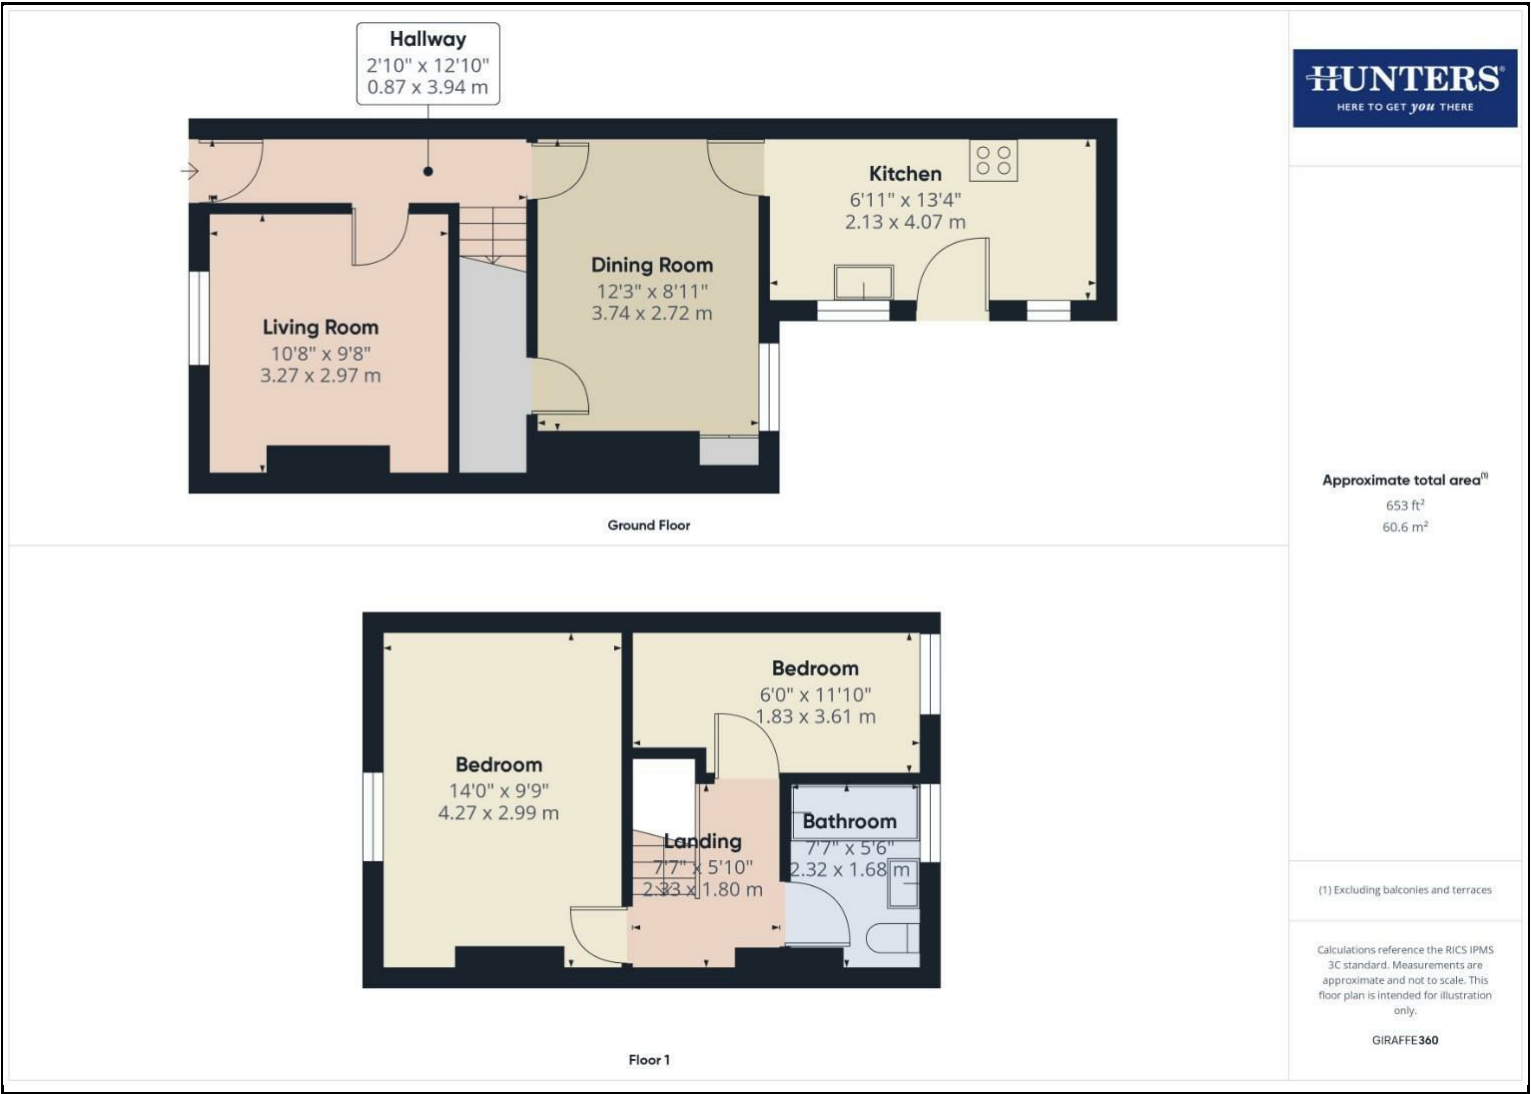 Hallway
2'10" x 12'10"
0.87 x 3.94 m
Kitchen
6'11" x 13'4"
2.13 x 4.07 m
Dining Room
12'3" x 8'11"
3.74 x 2.72 m
Living Room
10'8" x 9'8"
3.27 x 2.97 m
Ground Floor
Bedroom
6'0" x 11'10"
1.83 x 3.61 m
Bedroom
14'0" x 9'9"
4.27 x 2.99 m
Landing
7'7" x 5'10"
2.33 x 1.80 m
Bathroom
7'7" x 5'6"
2.32 x 1.68 m
Floor 1
HUNTERS®
HERE TO GET you THERE
Approximate total area(1)
653 ft²
60.6 m²
(1) Excluding balconies and terraces
Calculations reference the RICS IPMS
3C standard. Measurements are
approximate and not to scale. This
floor plan is intended for illustration
only.
GIRAFFE360